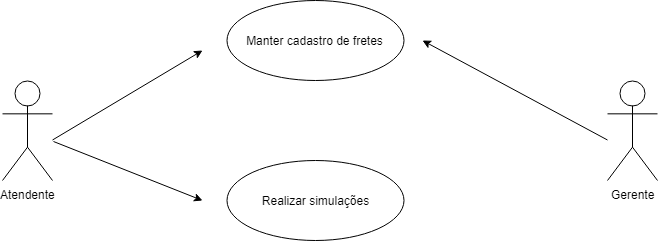 Manter cadastro de fretes
Atendente
Gerente
Realizar simulações